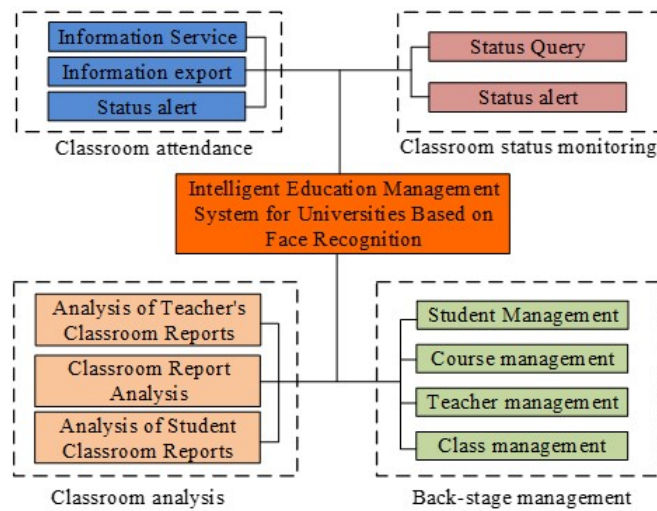 Information Service
Information export
Status alert
Classroom attendance
Status Query
Status alert
Classroom status monitoring
Intelligent Education Management
System for Universities Based on
Face Recognition
Analysis of Teacher's
Classroom Reports
Classroom Report
Analysis
Analysis of Student
Classroom Reports
Classroom analysis
Student Management
Course management
Teacher management
Class management
Back-stage management